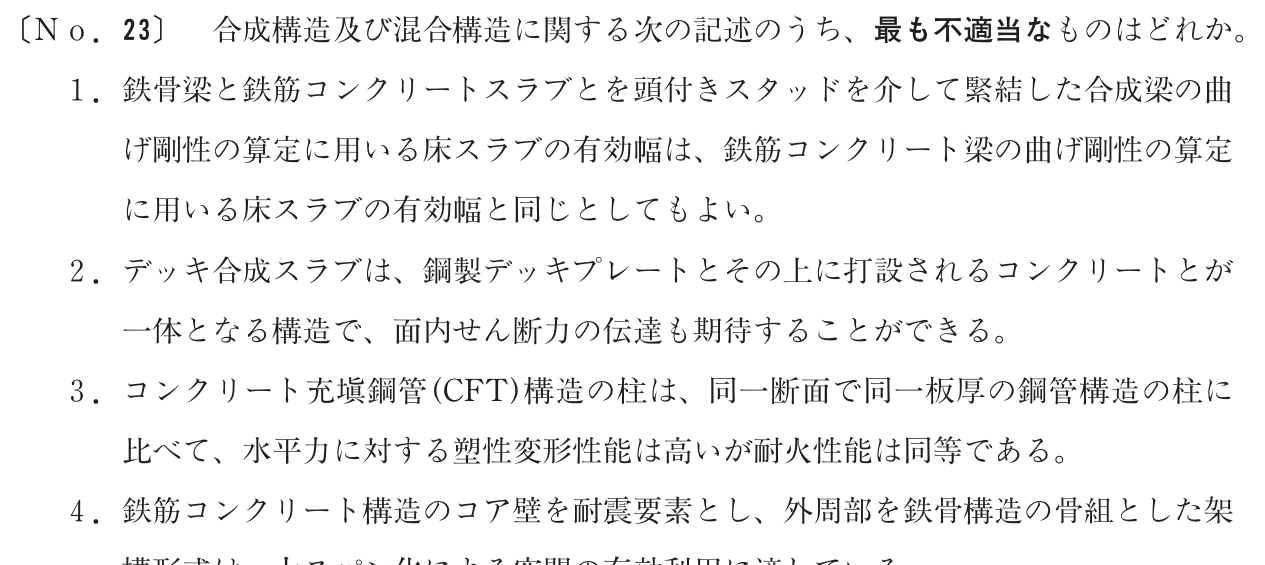 〔No. 23〕 合成構造及び混合構造に関する次の記述のうち、最も不適当なものはどれか。
1. 鉄骨梁と鉄筋コンクリートスラブとを頭付きスタッドを介して緊結した合成梁の曲
げ剛性の算定に用いる床スラブの有効幅は、鉄筋コンクリート梁の曲げ剛性の算定
に用いる床スラブの有効幅と同じとしてもよい。
2. デッキ合成スラブは、鋼製デッキプレートとその上に打設されるコンクリートとが
一体となる構造で、面内せん断力の伝達も期待することができる。
3. コンクリート充塡鋼管(CFT)構造の柱は、同一断面で同一板厚の鋼管構造の柱に
比べて、水平力に対する塑性変形性能は高いが耐火性能は同等である。
4. 鉄筋コンクリート構造のコア壁を耐震要素とし、外周部を鉄骨構造の骨組とした架